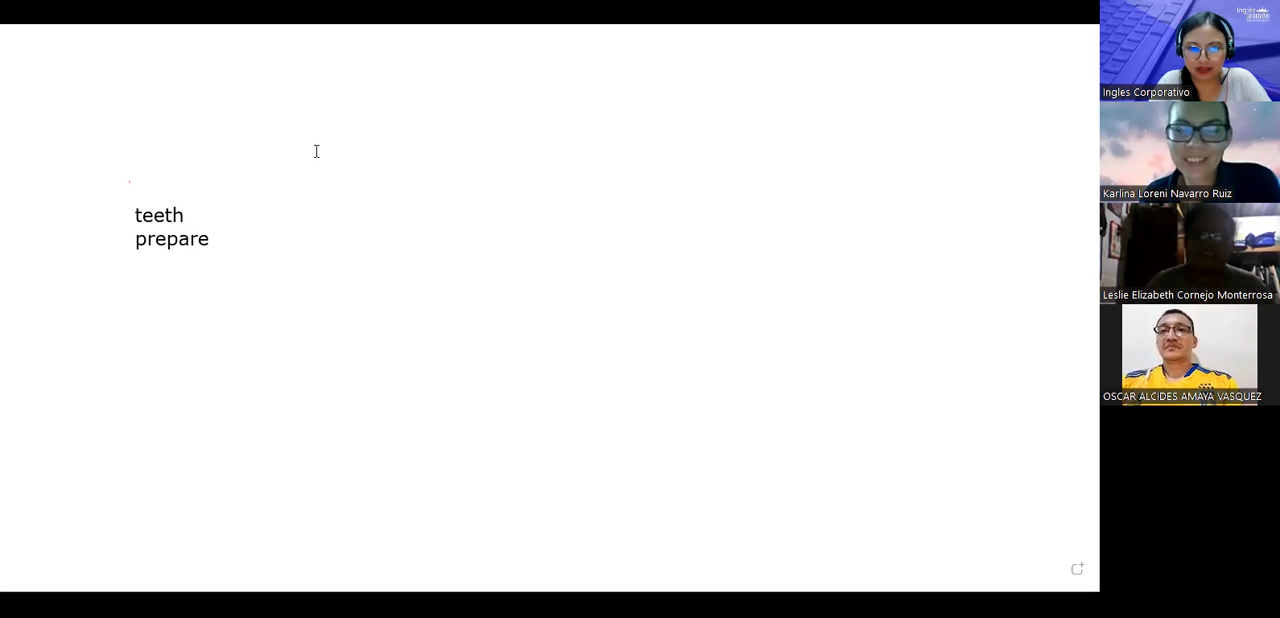 teeth
prepare
Ingles Corporativo
Karlina Loreni Navarro Ruiz
Leslie Elizabeth Cornejo Monterrosa
OSCAR ALCIDES AMAYA VASQUEZ